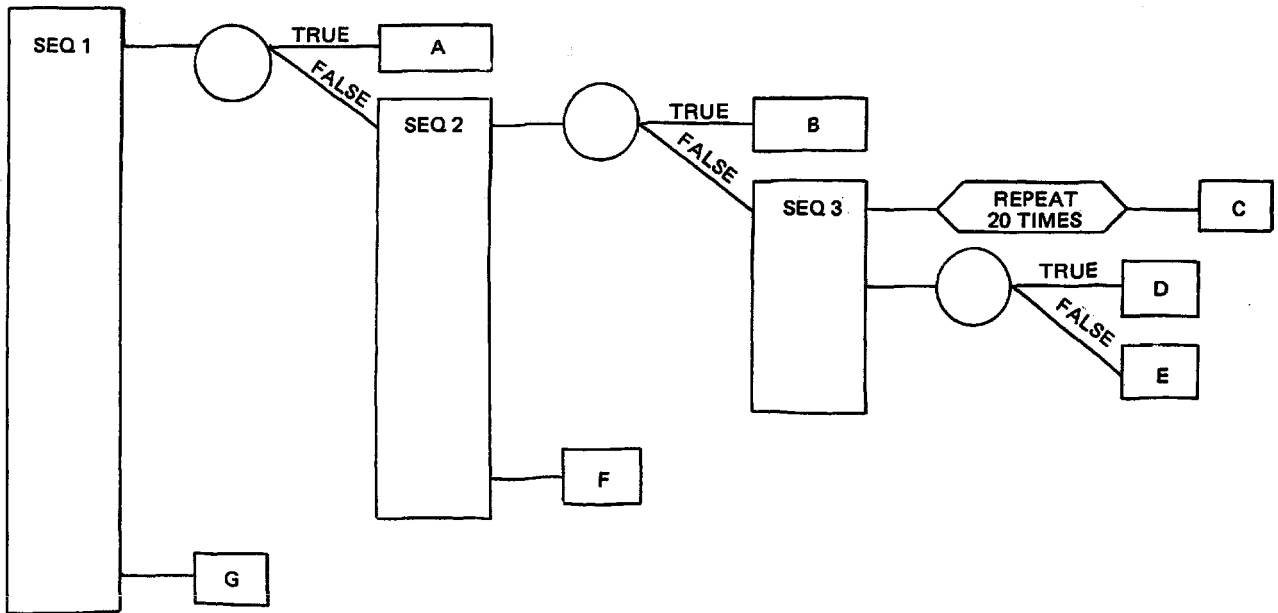 SEQ 1
TRUE
A
FALSE
SEQ 2
TRUE
B
FALSE
SEQ 3
REPEAT
20 TIMES
C
TRUE
D
FALSE
E
F
G